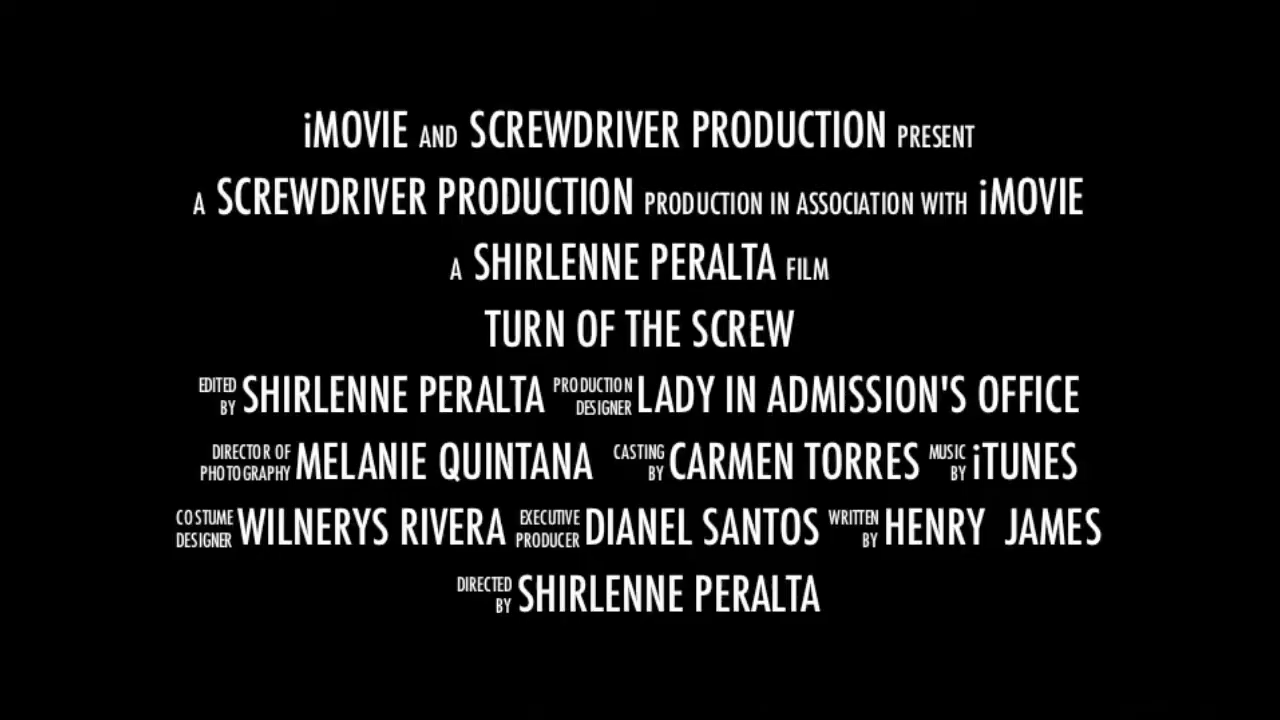 iMOVIE AND SCREWDRIVER PRODUCTION PRESENT
A SCREWDRIVER PRODUCTION PRODUCTION IN ASSOCIATION WITH iMOVIE
A SHIRLENNE PERALTA FILM
TURN OF THE SCREW
EDITED BY SHIRLENNE PERALTA PRODUCTION DESIGNER LADY IN ADMISSION'S OFFICE
DIRECTOR OF PHOTOGRAPHY MELANIE QUINTANA CASTING BY CARMEN TORRES MUSIC BY iTUNES
COSTUME DESIGNER WILNERYS RIVERA EXECUTIVE PRODUCER DIANEL SANTOS WRITTEN BY HENRY JAMES
DIRECTED BY SHIRLENNE PERALTA